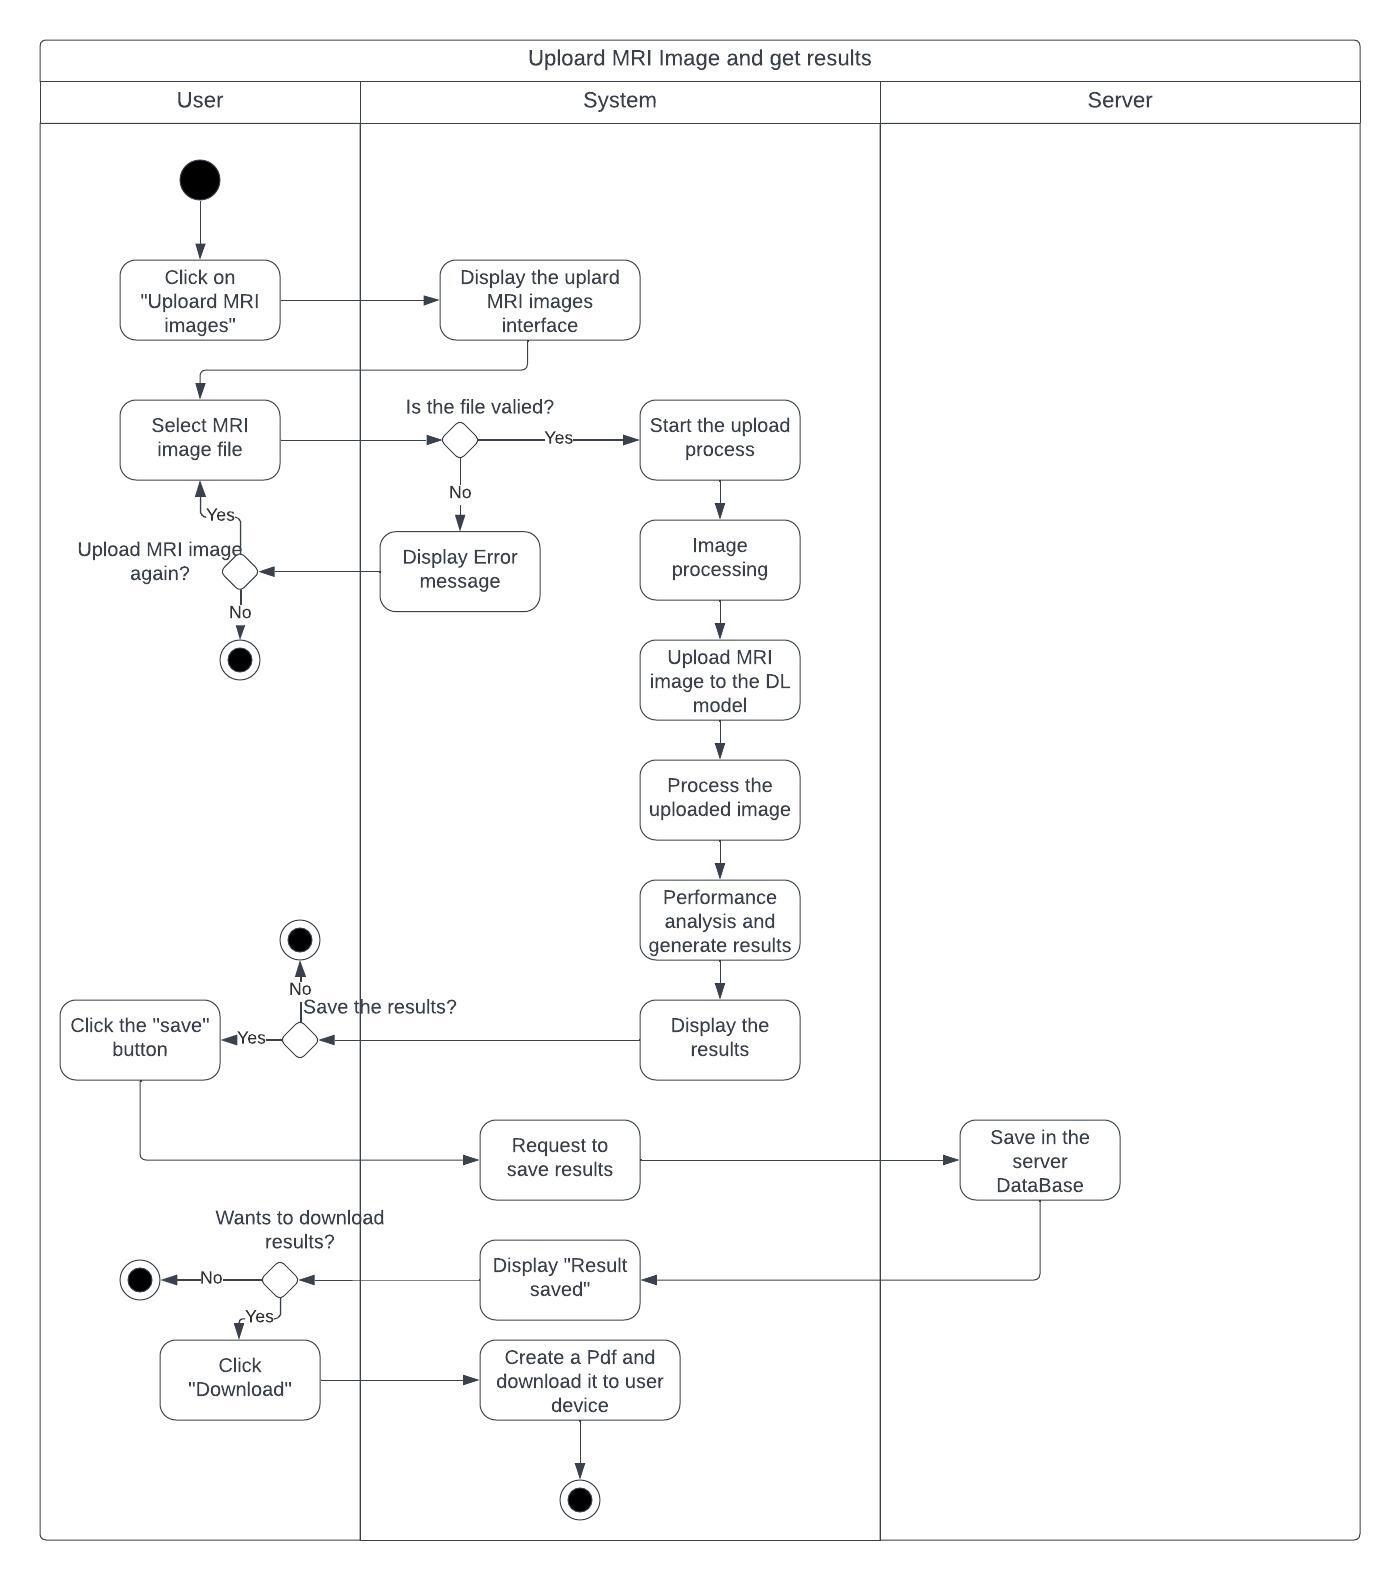 Uploard MRI Image and get results
User
System
Server
Click on
"Uploard MRI
images"
Display the uplard
MRI images
interface
Select MRI
image file
Is the file valied?
Yes
Start the upload
process
No
Yes
Upload MRI image
again?
Display Error
message
Image
processing
No
Upload MRI
image to the DL
model
Process the
uploaded image
Performance
analysis and
generate results
No
Save the results?
Click the "save"
button
Yes
Display the
results
Request to
save results
Save in the
server
DataBase
Wants to download
results?
No
Display "Result
saved"
Yes
Click
"Download"
Create a Pdf and
download it to user
device